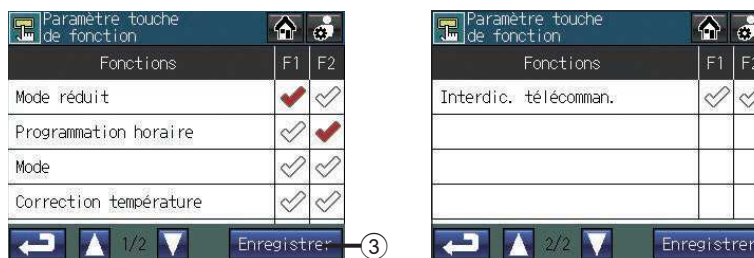 Paramètre touche
de fonction
Fonctions F1 F2
Mode réduit
Programmation horaire
Mode
Correction température
1/2 Enregistrer
3
Paramètre touche
de fonction
Fonctions F1 F2
Interdic. télécomman.
2/2 Enregistrer